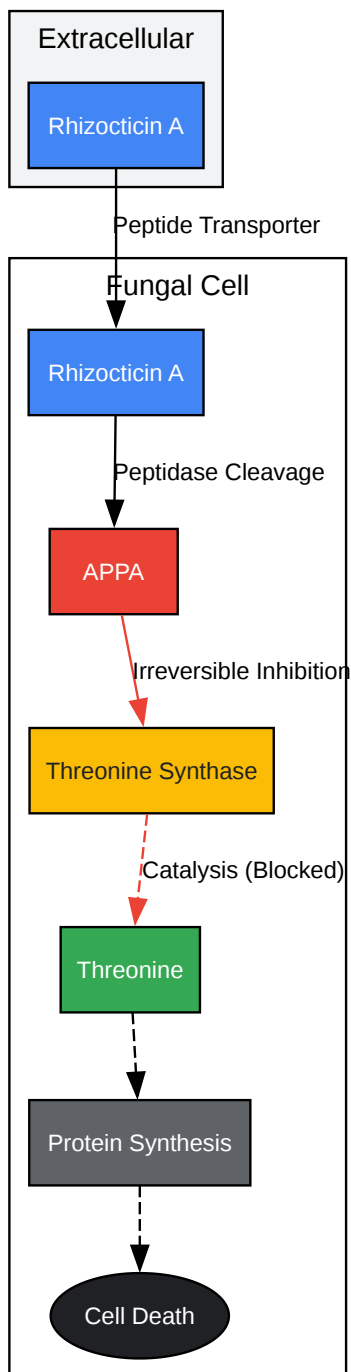 Extracellular
Rhizocticin A
Peptide Transporter
Fungal Cell
Rhizocticin A
Peptidase Cleavage
APPA
Irreversible Inhibition
Threonine Synthase
Catalysis (Blocked)
Threonine
Protein Synthesis
Cell Death